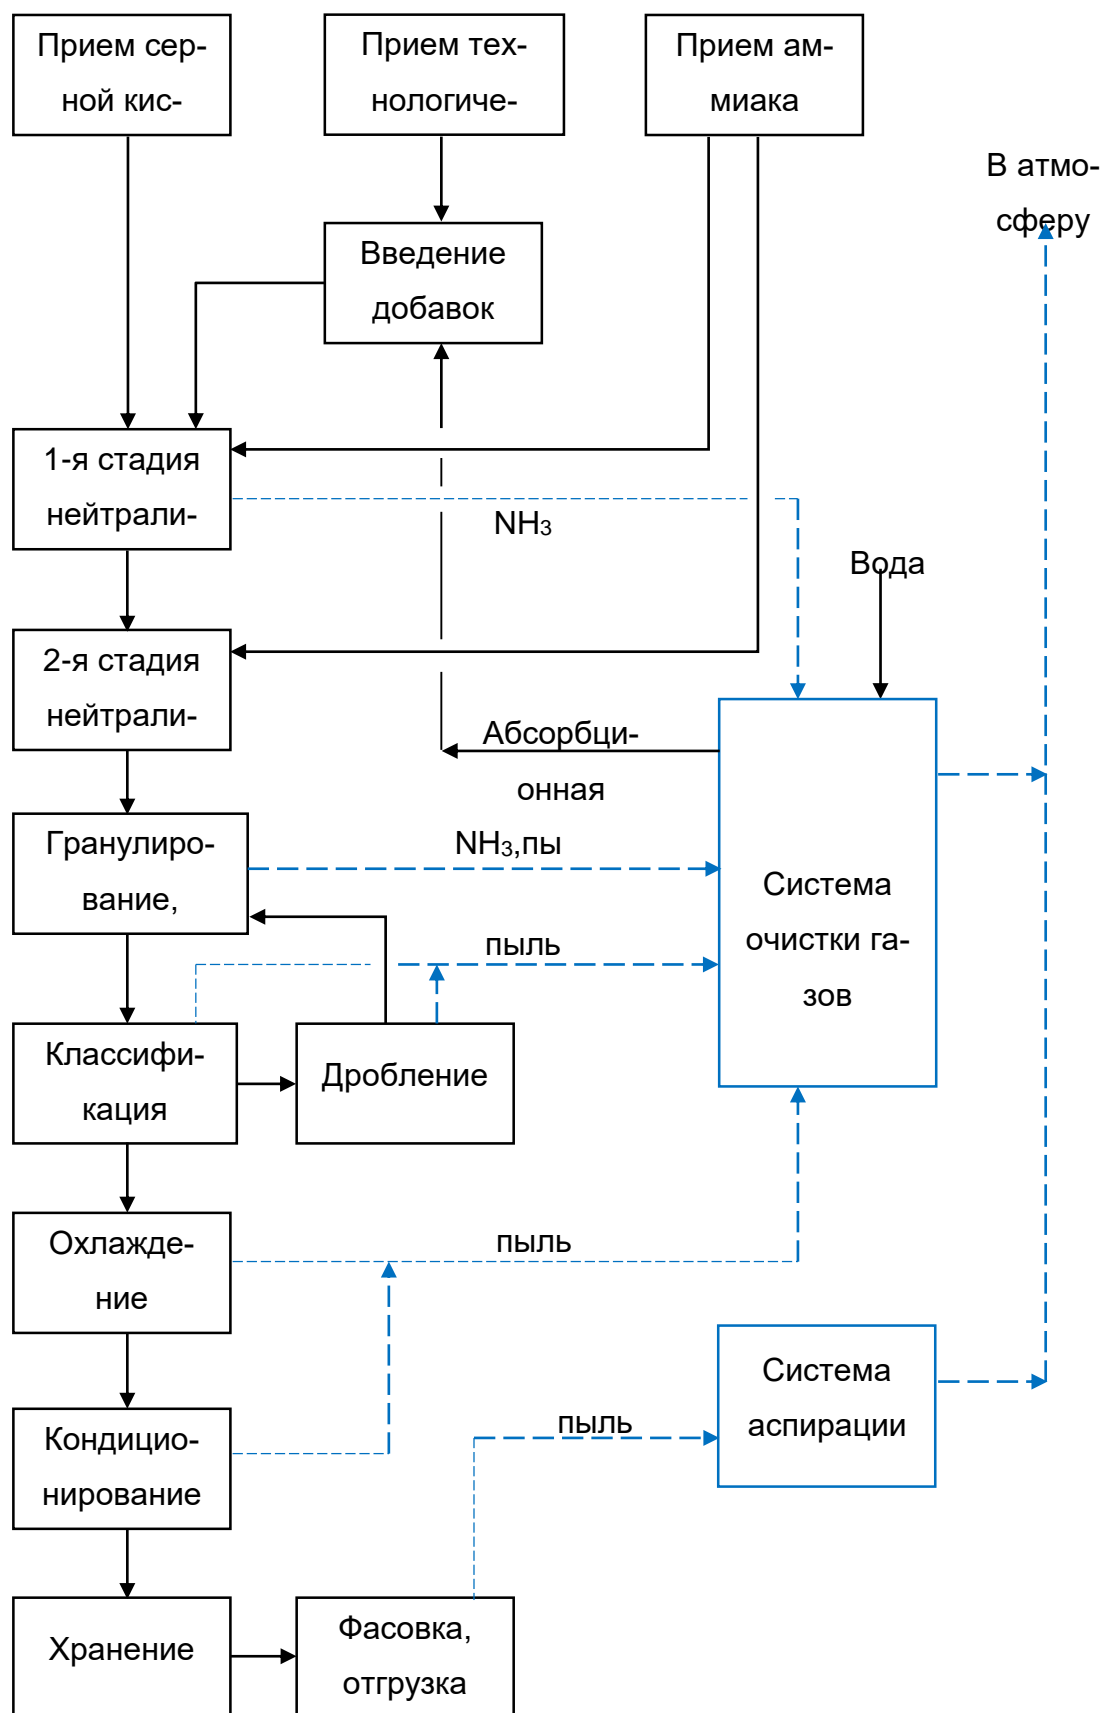 Прием сер-
ной кис-
Прием тех-
нологиче-
Прием ам-
миака
В атмо-
сферу
Введение
добавок
1-я стадия
нейтрали-
NH3
Вода
2-я стадия
нейтрали-
Абсорбци-
онная
Гранулиро-
вание,
NH3,пы
Система
очистки га-
зов
пыль
Классифи-
кация
Дробление
Охлажде-
ние
пыль
Система
аспирации
Кондицио-
нирование
пыль
Хранение
Фасовка,
отгрузка